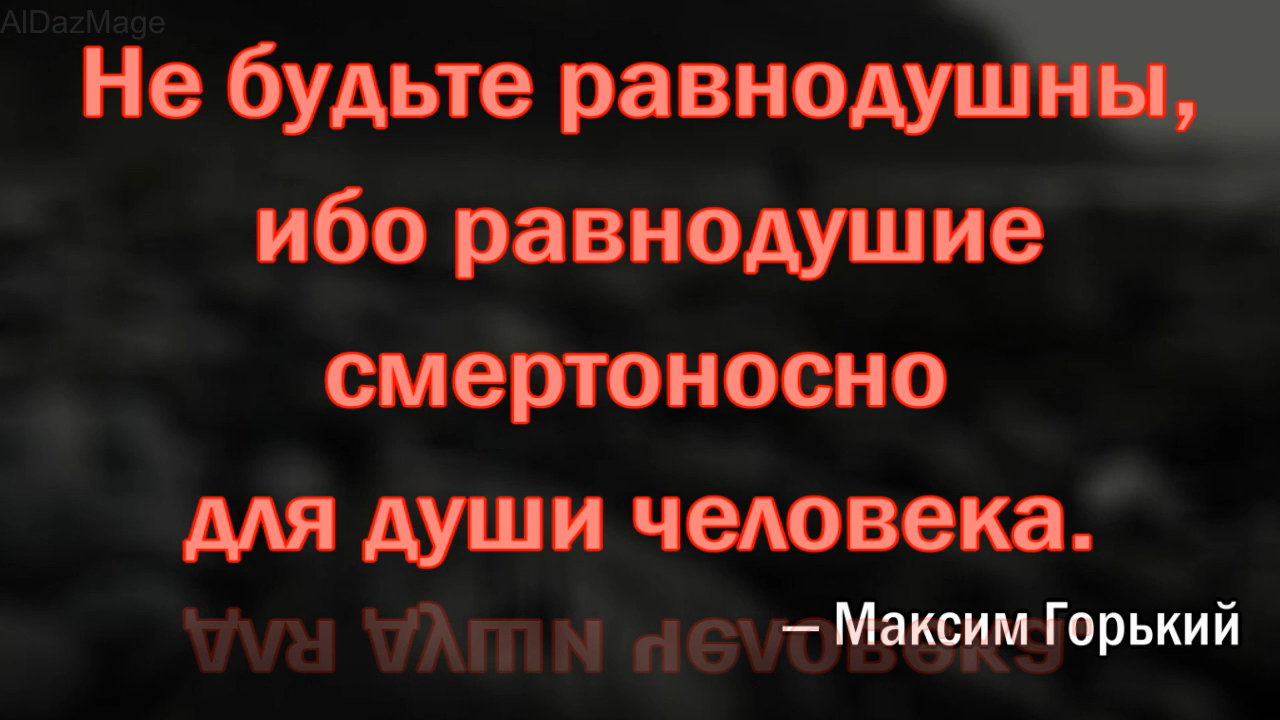 AlDazMage
Не будьте равнодушны,
ибо равнодушие
смертоносно
для души человека.
— Максим Горький